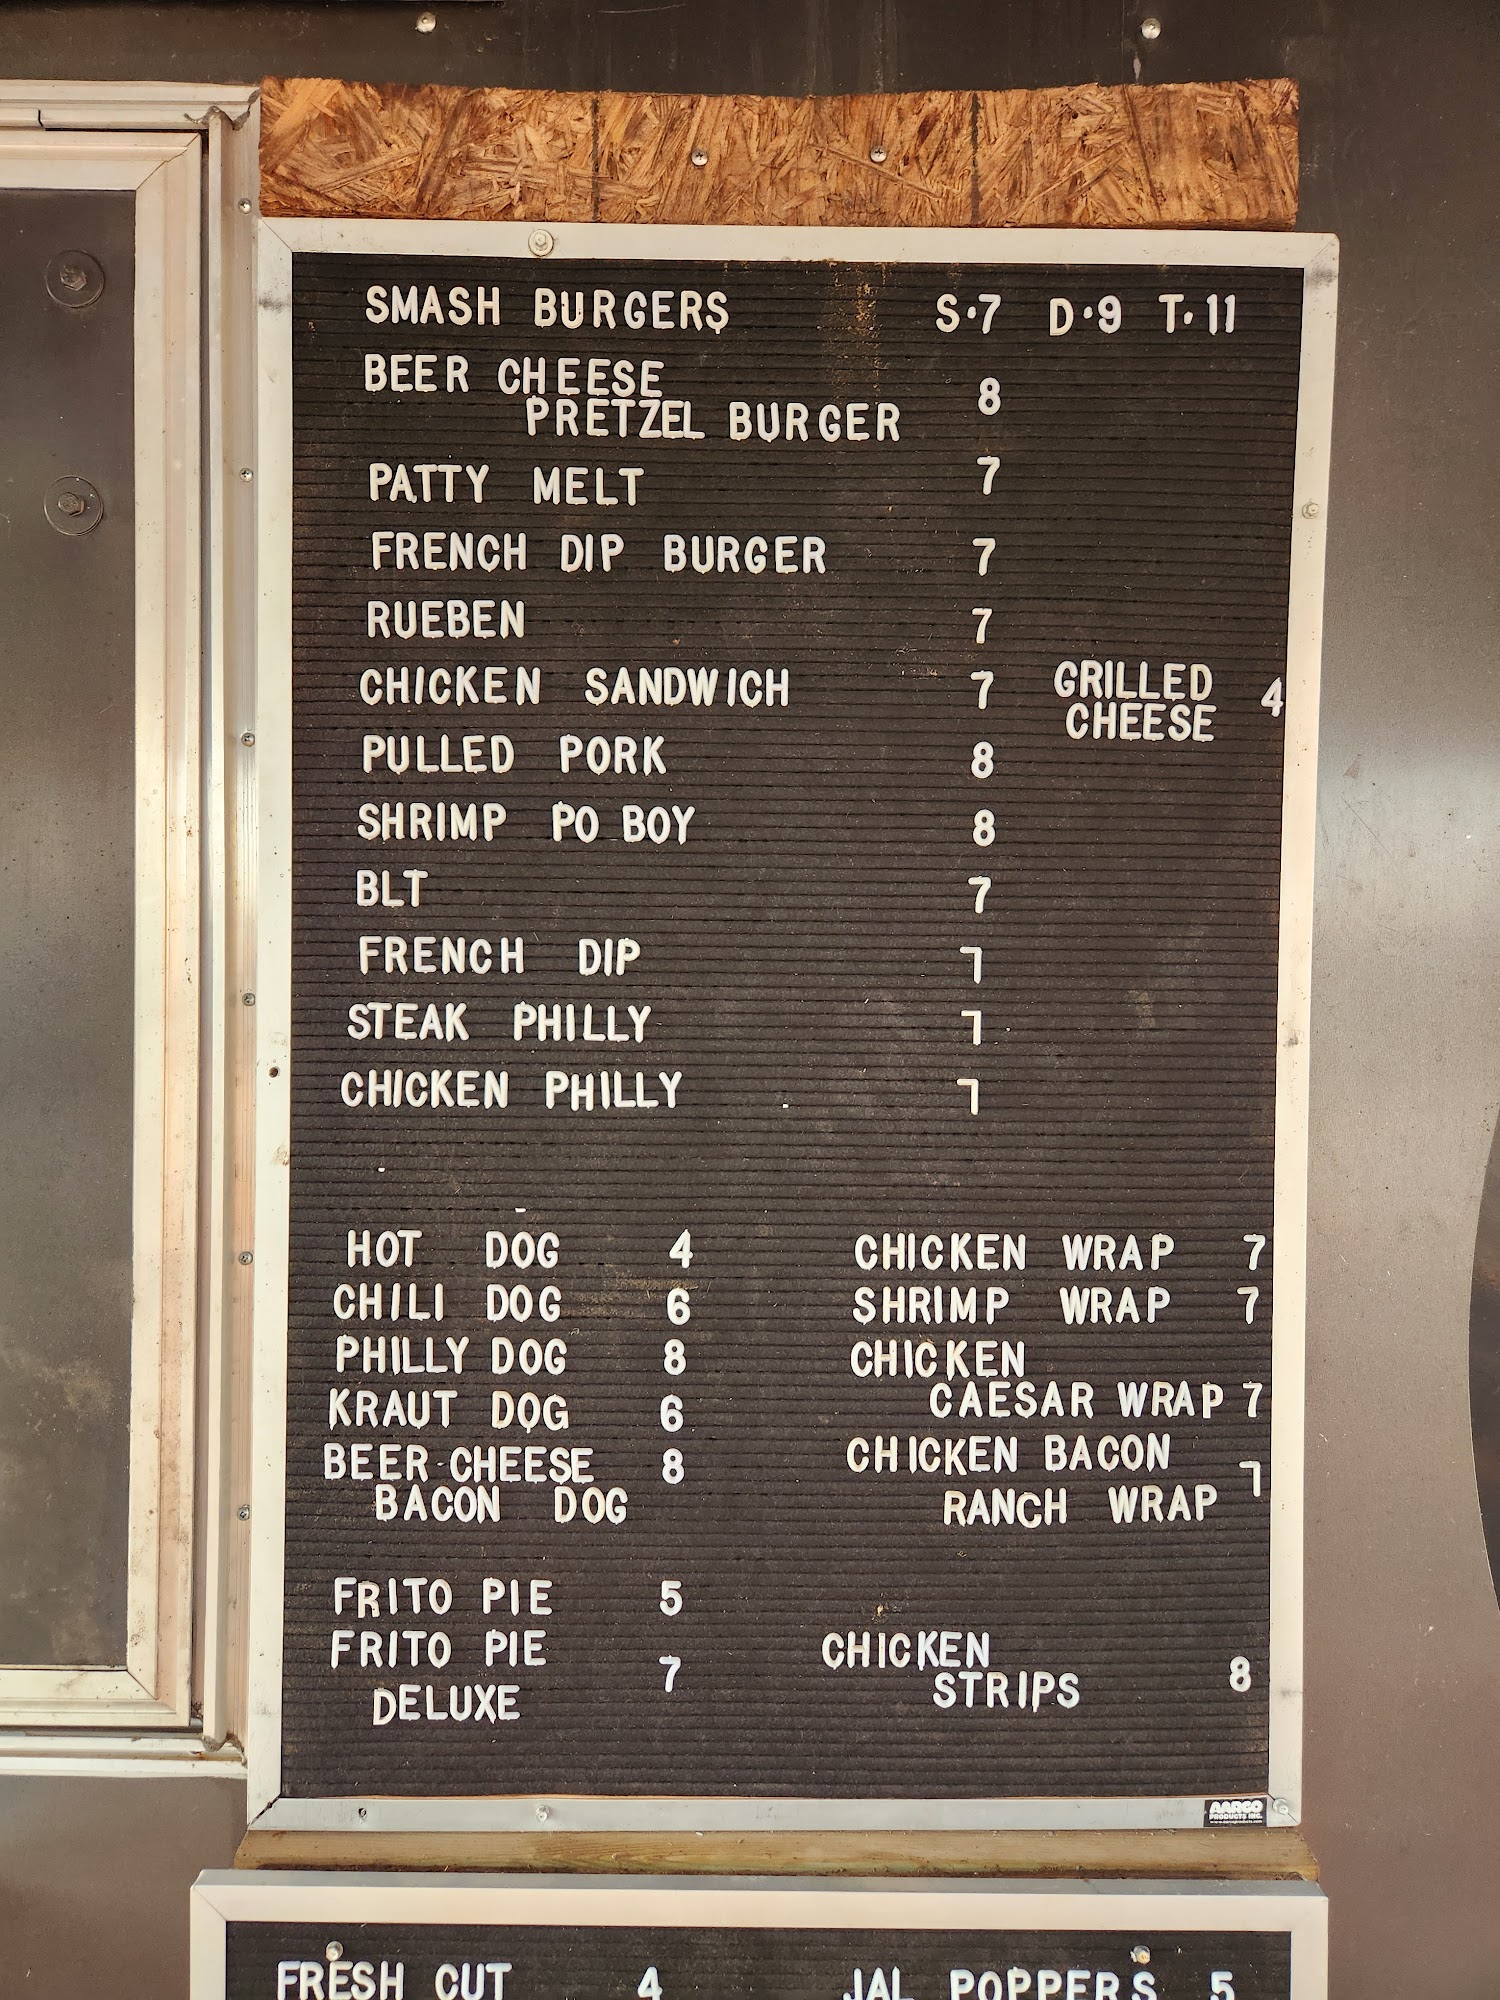 SMASH BURGERS S·7 D·9 T·11
BEER CHEESE
PRETZEL BURGER 8
PATTY MELT 7
FRENCH DIP BURGER 7
RUEBEN 7
CHICKEN SANDWICH 7
GRILLED
CHEESE 4
PULLED PORK 8
SHRIMP PO BOY 8
BLT 7
FRENCH DIP 7
STEAK PHILLY 7
CHICKEN PHILLY 7
HOT DOG 4
CHILI DOG 6
PHILLY DOG 8
KRAUT DOG 6
BEER-CHEESE 8
BACON DOG
CHICKEN WRAP 7
SHRIMP WRAP 7
CHICKEN
CAESAR WRAP 7
CHICKEN BACON
RANCH WRAP 7
FRITO PIE 5
FRITO PIE
DELUXE 7
CHICKEN
STRIPS 8
AARCO
PRODUCTS INC.
FRESH CUT 4
JAL POPPERS 5